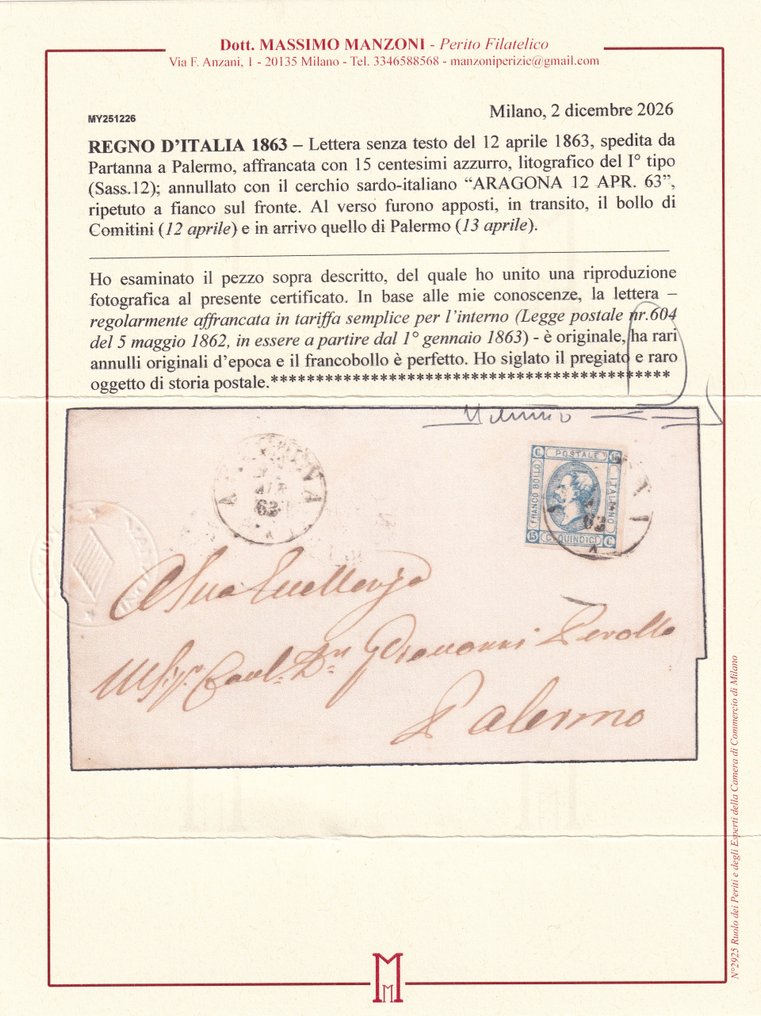 Dott. MASSIMO MANZONI - Perito Filatelico
Via F. Anzani, 1 - 20135 Milano - Tel. 3346588568 - manzoniperizie@gmail.com
MY251226
Milano, 2 dicembre 2026
REGNO D'ITALIA 1863 – Lettera senza testo del 12 aprile 1863, spedita da
Partanna a Palermo, affrancata con 15 centesimi azzurro, litografico del I° tipo
(Sass.12); annullato con il cerchio sardo-italiano “ARAGONA 12 APR. 63”,
ripetuto a fianco sul fronte. Al verso furono apposti, in transito, il bollo di
Comitini (12 aprile) e in arrivo quello di Palermo (13 aprile).
Ho esaminato il pezzo sopra descritto, del quale ho unito una riproduzione
fotografica al presente certificato. In base alle mie conoscenze, la lettera –
regolarmente affrancata in tariffa semplice per l'interno (Legge postale nr.604
del 5 maggio 1862, in essere a partire dal 1° gennaio 1863) - è originale, ha rari
annulli originali d'epoca e il francobollo è perfetto. Ho siglato il pregiato e raro
oggetto di storia postale.********************************************
63
C. POSTALE
FRANCO BOLLO
ITALIANO
15 C. QUINDICI C.
63
A Sua Eccellenza
Giovanni
Palermo
N°2925 Ruolo dei Periti e degli Esperti della Camera di Commercio di Milano
M
M